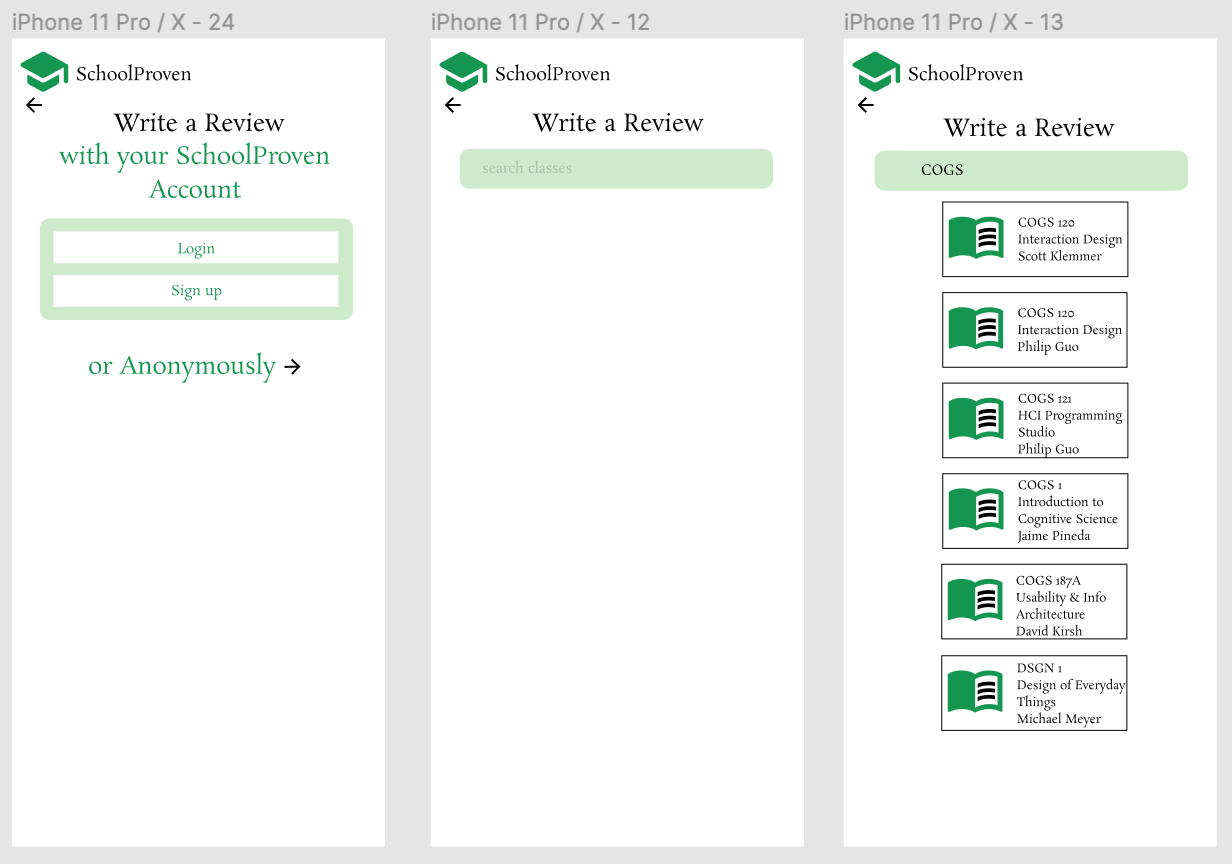 iPhone 11 Pro / X - 24
SchoolProven
Write a Review
with your SchoolProven
Account
Login
Sign up
or Anonymously
iPhone 11 Pro / X - 12
SchoolProven
Write a Review
search classes
iPhone 11 Pro / X - 13
SchoolProven
Write a Review
COGS
COGS 120
Interaction Design
Scott Klemmer
COGS 120
Interaction Design
Philip Guo
COGS 121
HCI Programming
Studio
Philip Guo
COGS 1
Introduction to
Cognitive Science
Jaime Pineda
COGS 187A
Usability & Info
Architecture
David Kirsh
DSGN 1
Design of Everyday
Things
Michael Meyer